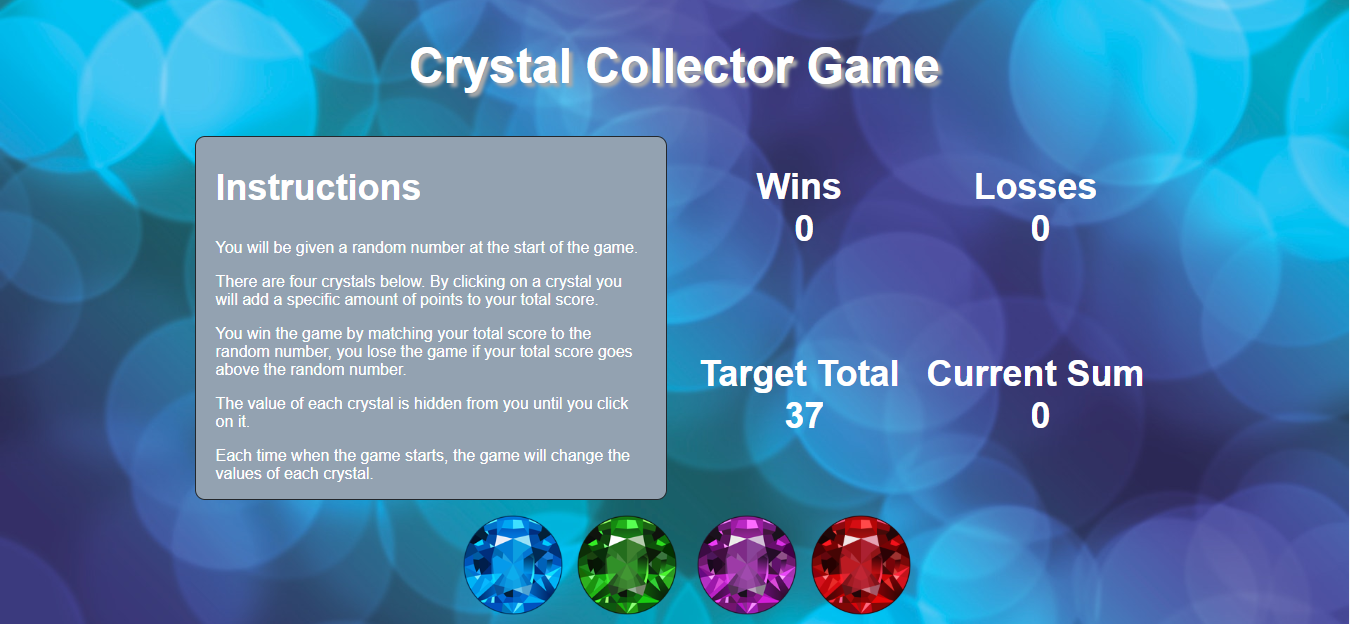 Crystal Collector Game
Instructions
You will be given a random number at the start of the game.
There are four crystals below. By clicking on a crystal you
will add a specific amount of points to your total score.
You win the game by matching your total score to the
random number, you lose the game if your total score goes
above the random number.
The value of each crystal is hidden from you until you click
on it.
Each time when the game starts, the game will change the
values of each crystal.
Wins
0
Losses
0
Target Total
37
Current Sum
0